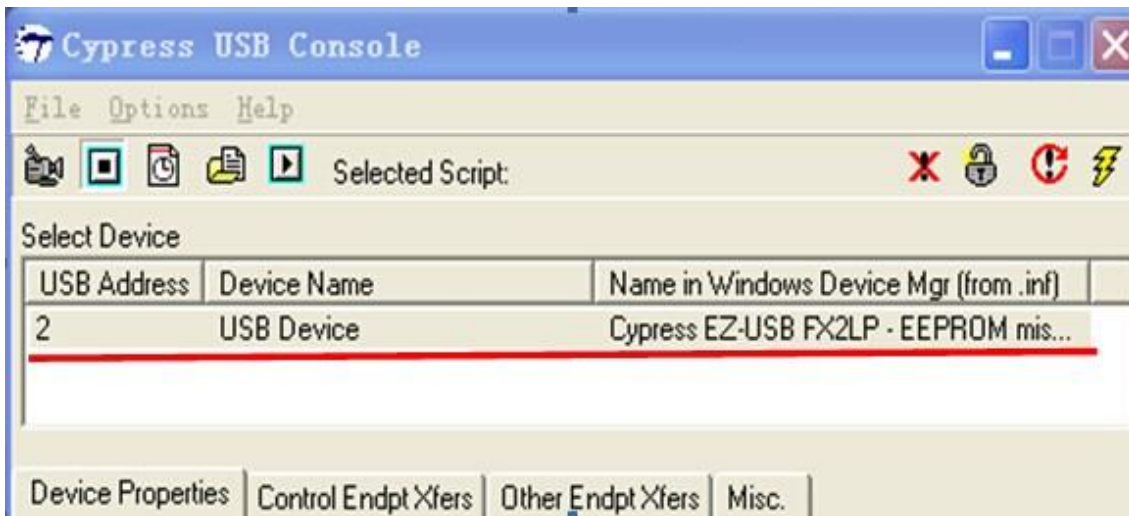 Cypress USB Console
File Options Help
Selected Script:
Select Device
USB Address Device Name Name in Windows Device Mgr (from .inf)
2 USB Device Cypress EZ-USB FX2LP - EEPROM mis...
Device Properties Control Endpt Xfers Other Endpt Xfers Misc.